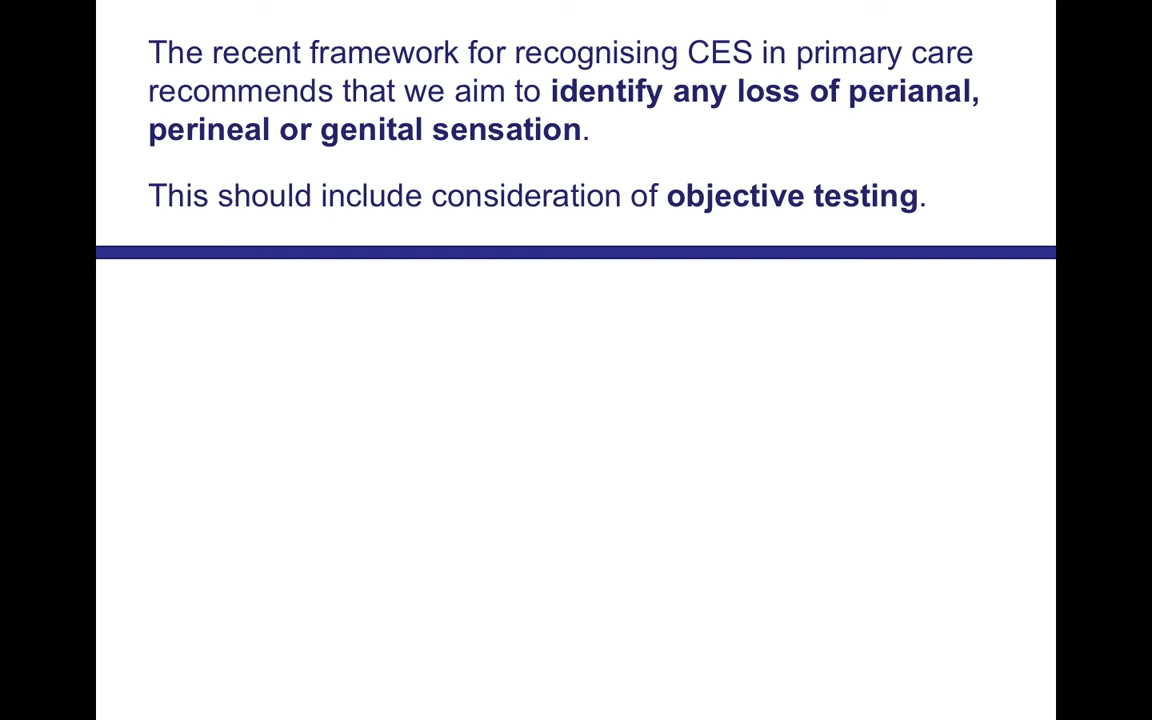 The recent framework for recognising CES in primary care
recommends that we aim to identify any loss of perianal,
perineal or genital sensation.
This should include consideration of objective testing.